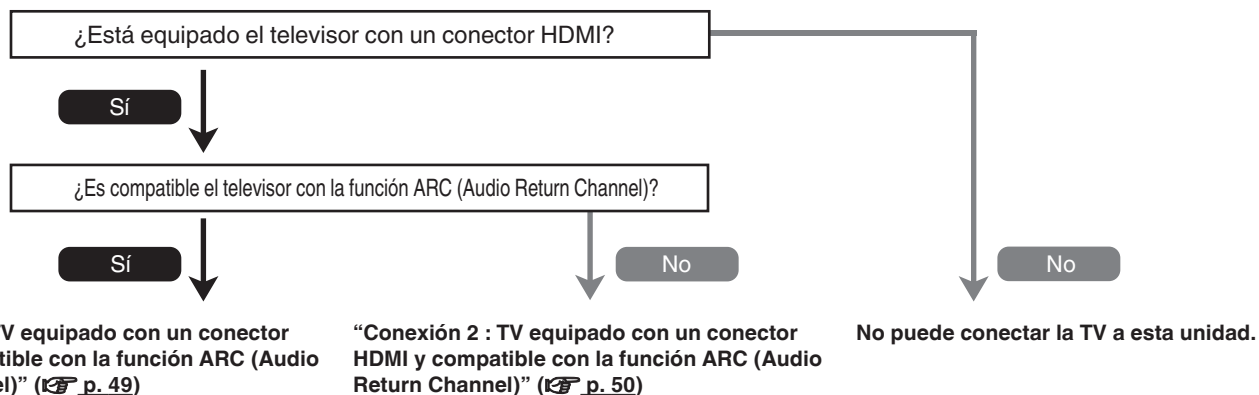 ¿Está equipado el televisor con un conector HDMI?
Sí
¿Es compatible el televisor con la función ARC (Audio Return Channel)?
Sí
No
No
V equipado con un conector
tible con la función ARC (Audio
el)” (☞ p. 49)
“Conexión 2 : TV equipado con un conector
HDMI y compatible con la función ARC (Audio
Return Channel)” (☞ p. 50)
No puede conectar la TV a esta unidad.